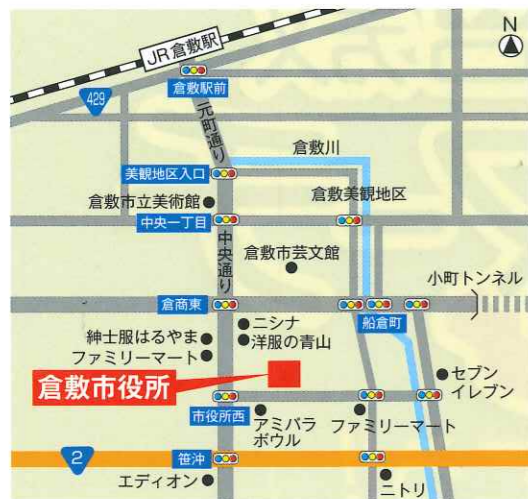 N
JR倉敷駅
倉敷駅前
429
元町通り
倉敷川
美観地区入口
倉敷美観地区
倉敷市立美術館
中央一丁目
中央通り
倉敷市芸文館
小町トンネル
倉商東
船倉町
ニシナ
洋服の青山
紳士服はるやま
ファミリーマート
倉敷市役所
セブン
イレブン
市役所西
アミパラ
ボウル
ファミリーマート
2
笹沖
エディオン
ニトリ